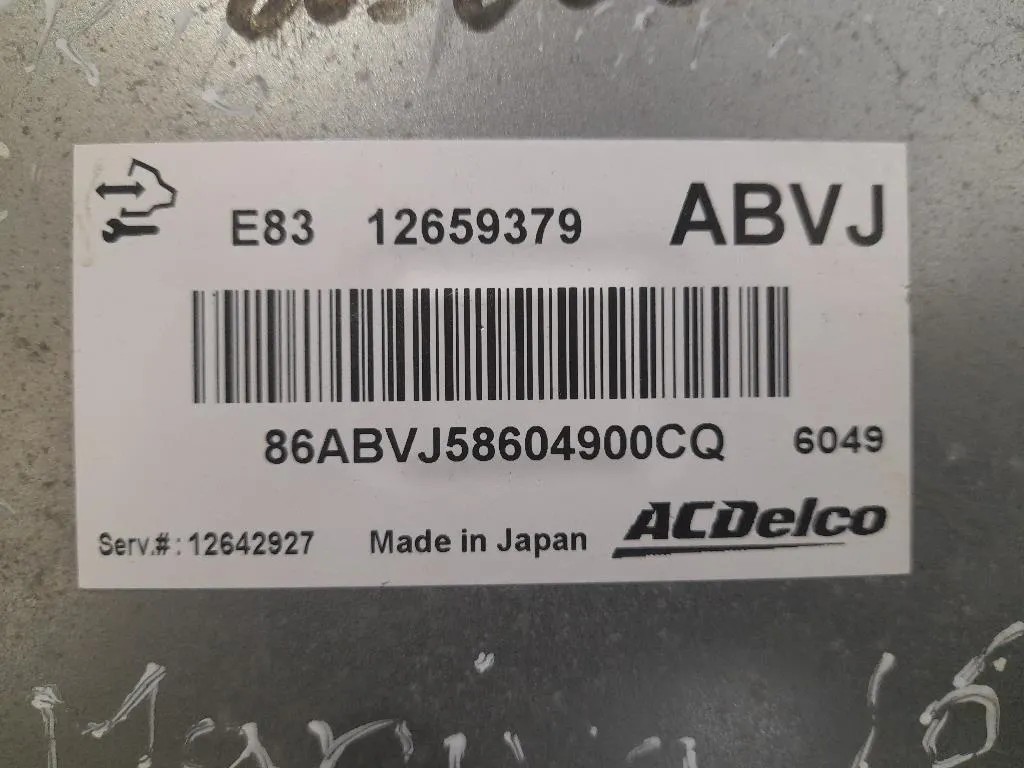 E83 12659379 ABVJ
86ABVJ58604900CQ 6049
Serv.#: 12642927 Made in Japan ACDelco